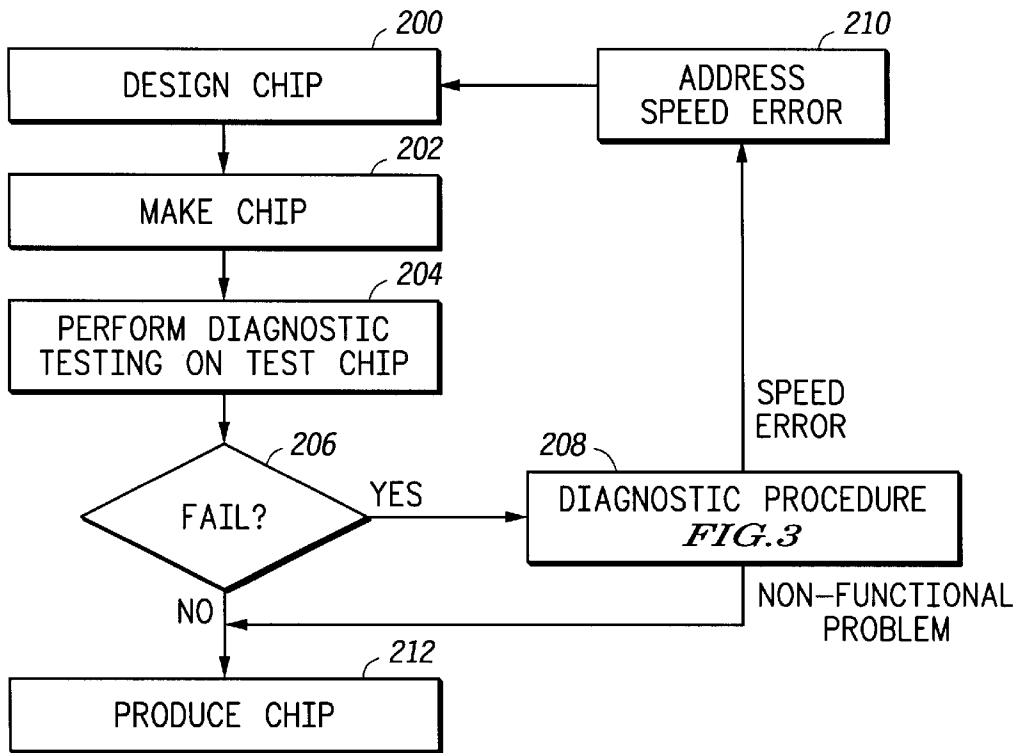 200
DESIGN CHIP
210
ADDRESS
SPEED ERROR
202
MAKE CHIP
204
PERFORM DIAGNOSTIC
TESTING ON TEST CHIP
206
FAIL?
YES
NO
SPEED
ERROR
208
DIAGNOSTIC PROCEDURE
FIG.3
NON-FUNCTIONAL
PROBLEM
212
PRODUCE CHIP